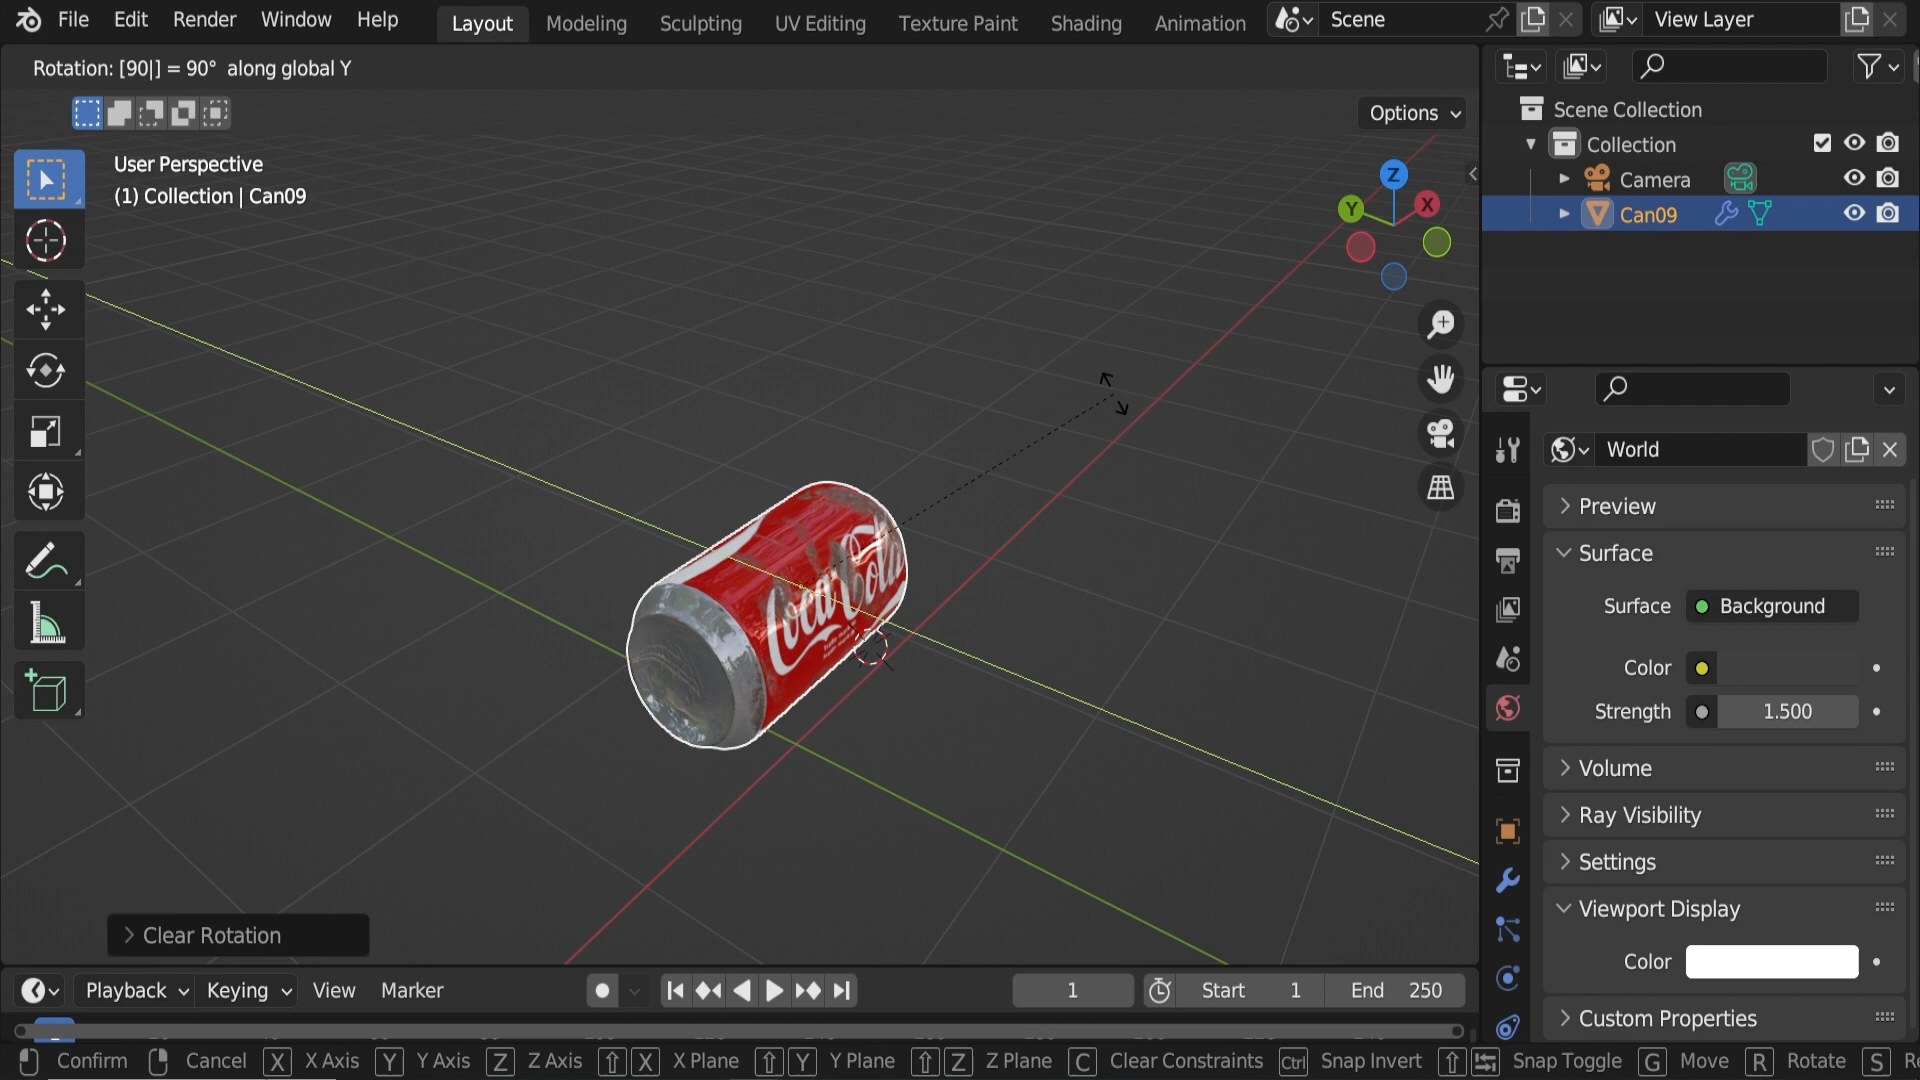 File Edit Render Window Help Layout Modeling Sculpting UV Editing Texture Paint Shading Animation Scene View Layer
Rotation: [90|] = 90° along global Y
Options
User Perspective
(1) Collection | Can09
Z
Y
X
Coca-Cola
Scene Collection
Collection
Camera
Can09
World
Preview
Surface
Surface Background
Color
Strength 1.500
Volume
Ray Visibility
Settings
Viewport Display
Color
Custom Properties
Clear Rotation
Playback Keying View Marker 1 Start 1 End 250
Confirm Cancel X X Axis Y Y Axis Z Z Axis X X Plane Y Y Plane Z Z Plane C Clear Constraints Ctrl Snap Invert Snap Toggle G Move R Rotate S